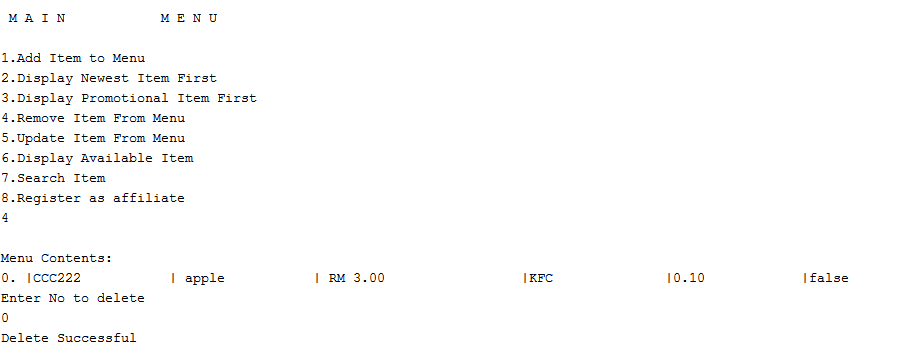 M A I N            M E N U
1.Add Item to Menu
2.Display Newest Item First
3.Display Promotional Item First
4.Remove Item From Menu
5.Update Item From Menu
6.Display Available Item
7.Search Item
8.Register as affiliate
4
Menu Contents:
0. |CCC222           | apple           | RM 3.00                 |KFC              |0.10            |false
Enter No to delete
0
Delete Successful